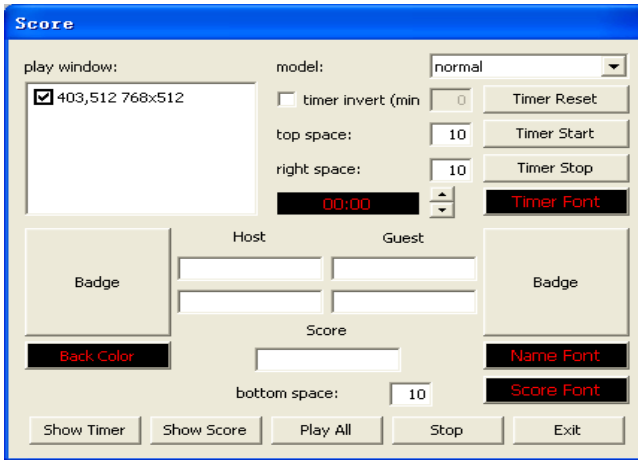 Score
play window:
model:
normal
403,512 768x512
timer invert (min
0
Timer Reset
top space:
10
Timer Start
right space:
10
Timer Stop
00:00
Timer Font
Host
Guest
Badge
Badge
Score
Back Color
Name Font
bottom space:
10
Score Font
Show Timer
Show Score
Play All
Stop
Exit